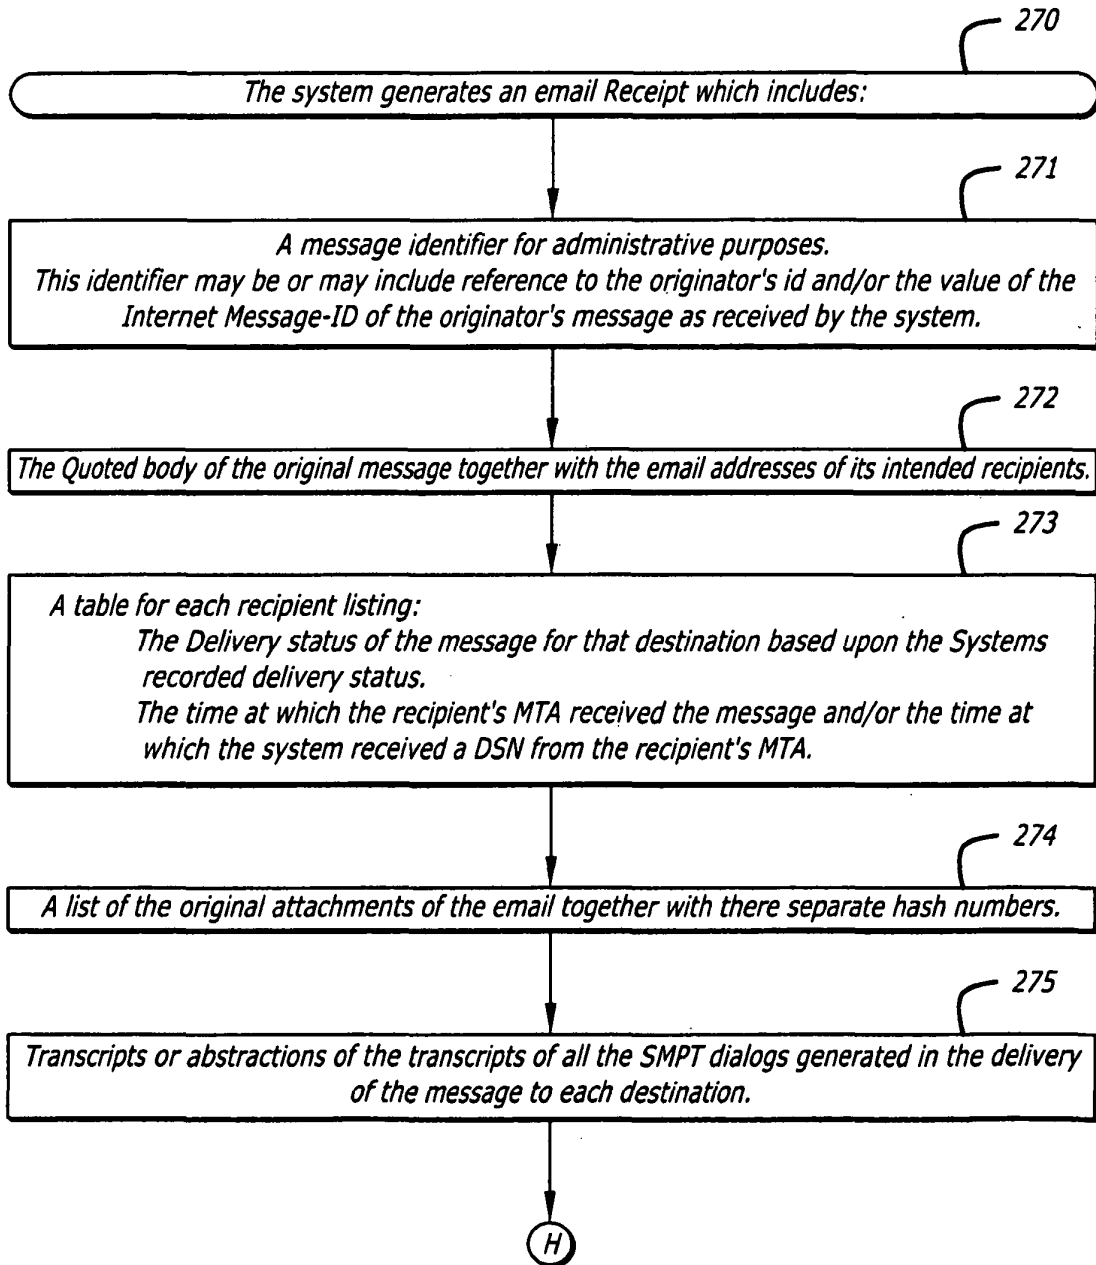 270
The system generates an email Receipt which includes:
271
A message identifier for administrative purposes.
This identifier may be or may include reference to the originator's id and/or the value of the
Internet Message-ID of the originator's message as received by the system.
272
The Quoted body of the original message together with the email addresses of its intended recipients.
273
A table for each recipient listing:
The Delivery status of the message for that destination based upon the Systems
recorded delivery status.
The time at which the recipient's MTA received the message and/or the time at
which the system received a DSN from the recipient's MTA.
274
A list of the original attachments of the email together with there separate hash numbers.
275
Transcripts or abstractions of the transcripts of all the SMPT dialogs generated in the delivery
of the message to each destination.
H